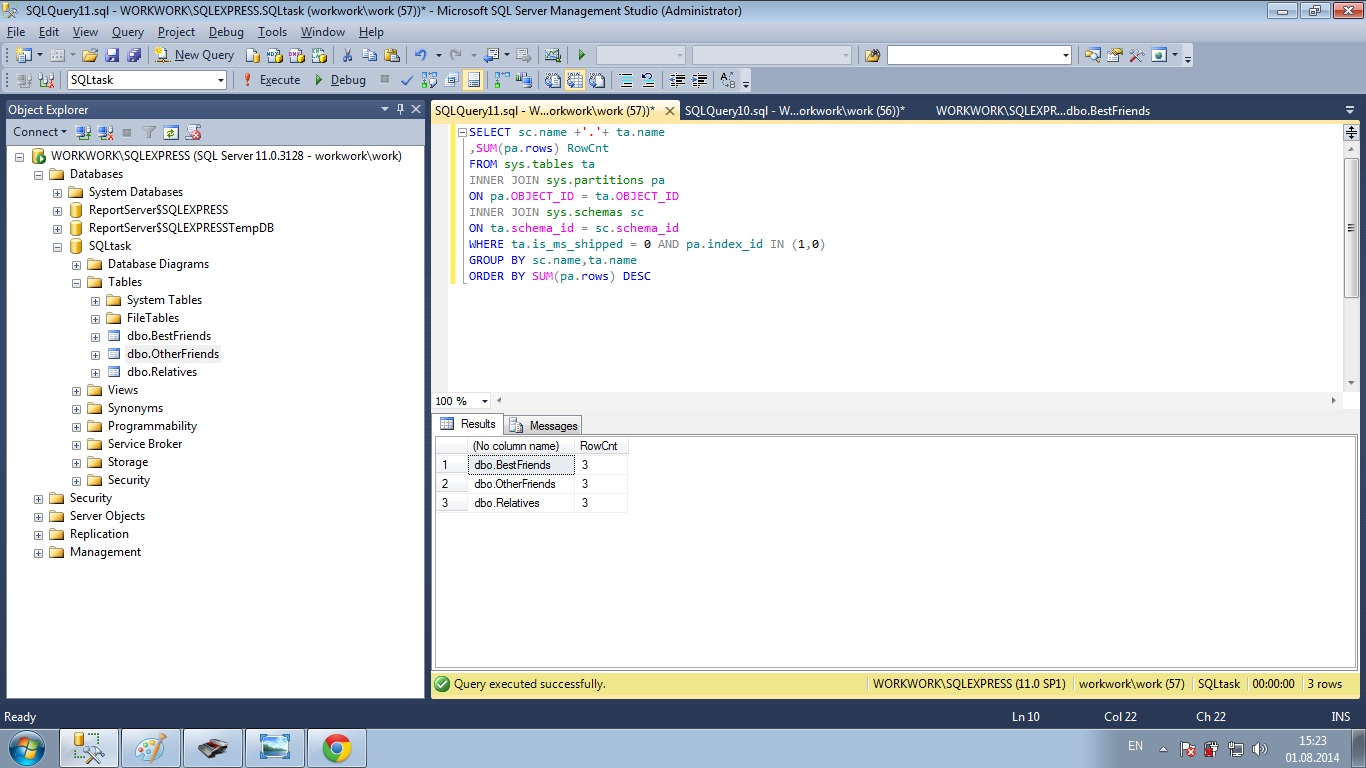 SQLQuery11.sql - WORKWORK\SQLEXPRESS.SQLtask (workwork\work (57))* - Microsoft SQL Server Management Studio (Administrator)
File Edit View Query Project Debug Tools Window Help
New Query
SQLtask Execute Debug
Object Explorer
Connect
WORKWORK\SQLEXPRESS (SQL Server 11.0.3128 - workwork\work)
Databases
System Databases
ReportServer$SQLEXPRESS
ReportServer$SQLEXPRESSTempDB
SQLtask
Database Diagrams
Tables
System Tables
FileTables
dbo.BestFriends
dbo.OtherFriends
dbo.Relatives
Views
Synonyms
Programmability
Service Broker
Storage
Security
Security
Server Objects
Replication
Management
SQLQuery11.sql - W...orkwork\work (57))* SQLQuery10.sql - W...orkwork\work (56))* WORKWORK\SQLEXPR...dbo.BestFriends
SELECT sc.name +'.'+ ta.name
,SUM(pa.rows) RowCnt
FROM sys.tables ta
INNER JOIN sys.partitions pa
ON pa.OBJECT_ID = ta.OBJECT_ID
INNER JOIN sys.schemas sc
ON ta.schema_id = sc.schema_id
WHERE ta.is_ms_shipped = 0 AND pa.index_id IN (1,0)
GROUP BY sc.name,ta.name
ORDER BY SUM(pa.rows) DESC
100 %
Results Messages
(No column name) RowCnt
1 dbo.BestFriends 3
2 dbo.OtherFriends 3
3 dbo.Relatives 3
Query executed successfully. WORKWORK\SQLEXPRESS (11.0 SP1) workwork\work (57) SQLtask 00:00:00 3 rows
Ready Ln 10 Col 22 Ch 22 INS
EN 15:23
01.08.2014